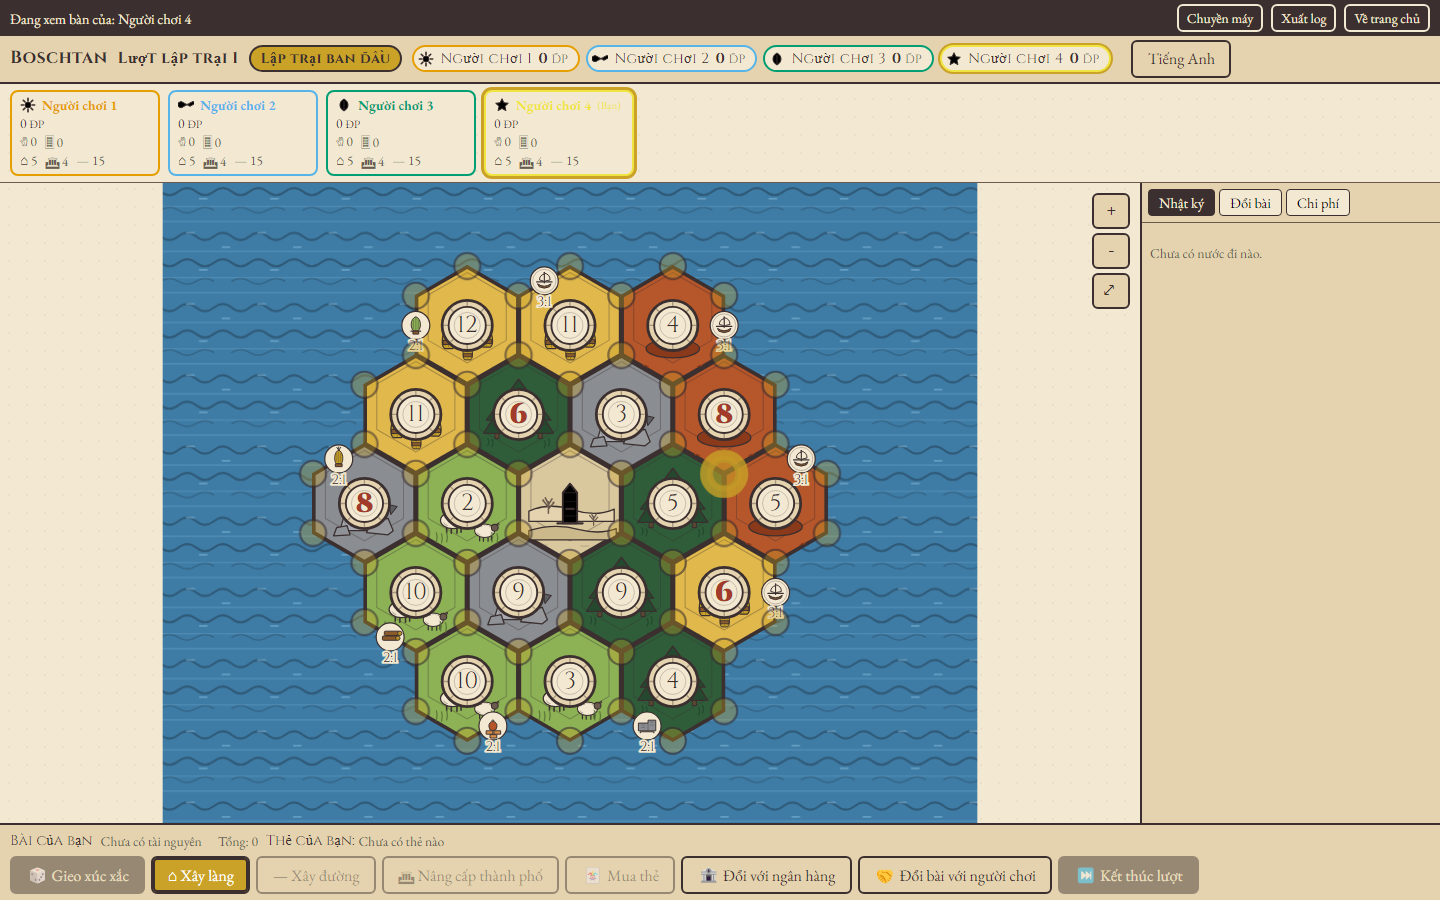 Đang xem bàn của: Người chơi 4
Chuyền máy
Xuất log
Về trang chủ
Boschtan Lượt lập trại 1 Lập trại ban đầu
Người chơi 1 0 ĐP
Người chơi 2 0 ĐP
Người chơi 3 0 ĐP
Người chơi 4 0 ĐP
Tiếng Anh
Người chơi 1
0 ĐP
0 0
5 4 — 15
Người chơi 2
0 ĐP
0 0
5 4 — 15
Người chơi 3
0 ĐP
0 0
5 4 — 15
Người chơi 4 (Bạn)
0 ĐP
0 0
5 4 — 15
+
-
Nhật ký
Đổi bài
Chi phí
Chưa có nước đi nào.
3:1
12 11 4
2:1 3:1
11 6 3 8
2:1 3:1
8 2 5 5
10 9 9 6
3:1
2:1
10 3 4
2:1 2:1
Bài của bạn Chưa có tài nguyên Tổng: 0 Thẻ của bạn: Chưa có thẻ nào
Gieo xúc xắc
Xây làng
— Xây đường
Nâng cấp thành phố
Mua thẻ
Đổi với ngân hàng
Đổi bài với người chơi
Kết thúc lượt